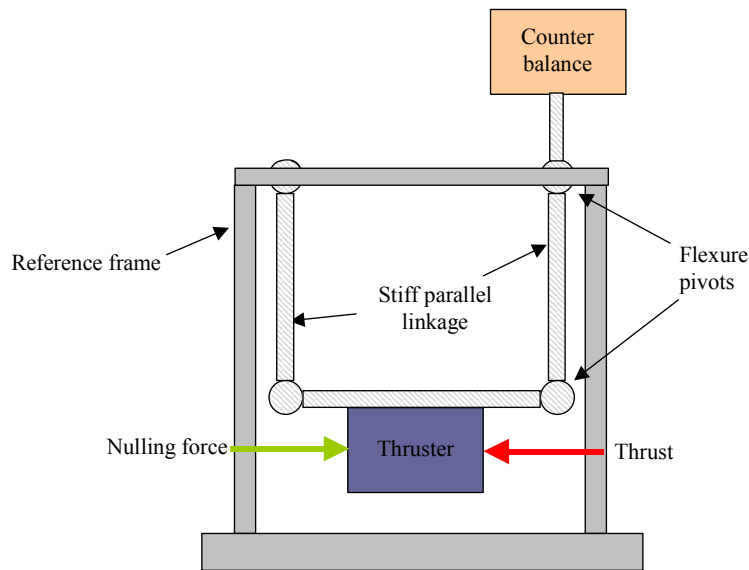 Counter
balance
Reference frame
Flexure
pivots
Stiff parallel
linkage
Nulling force
Thruster
Thrust